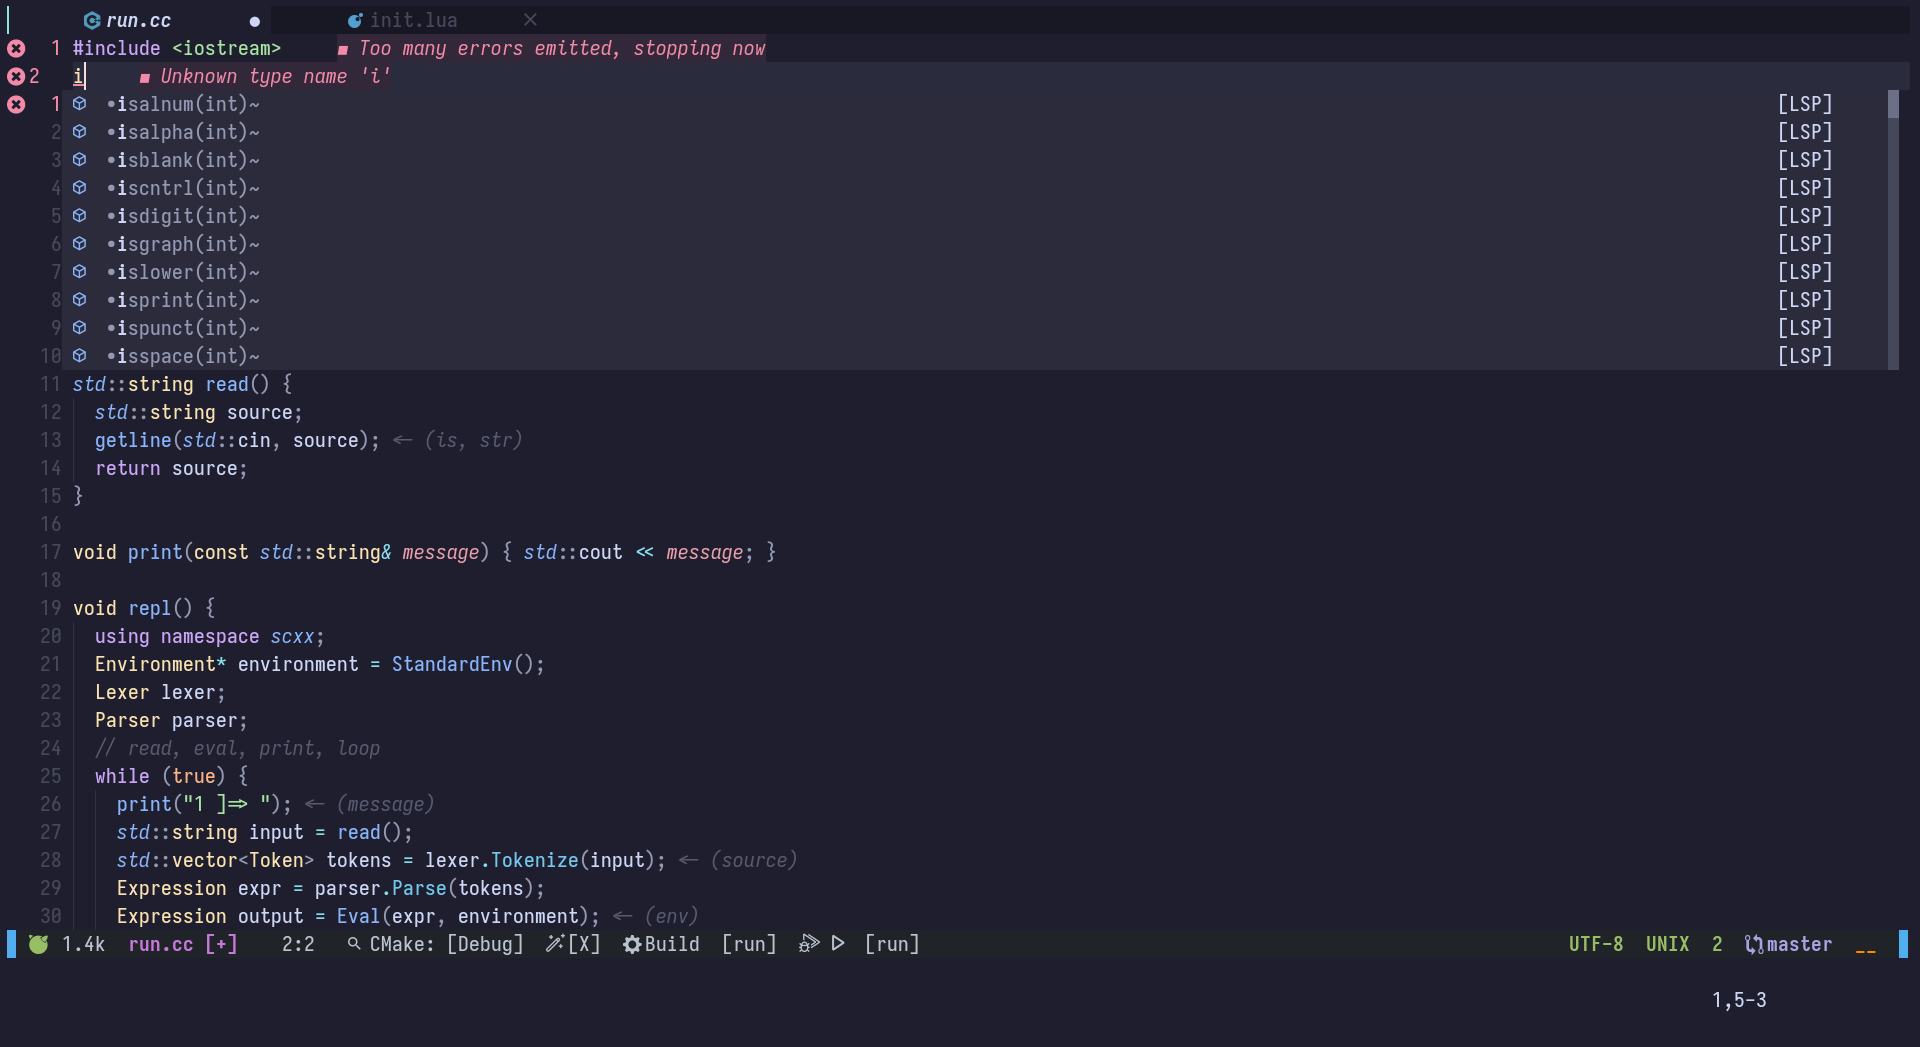 run.cc ● init.lua ×
1 #include <iostream> ■ Too many errors emitted, stopping now
2 i ■ Unknown type name 'i'
1 •isalnum(int)~ [LSP]
2 •isalpha(int)~ [LSP]
3 •isblank(int)~ [LSP]
4 •iscntrl(int)~ [LSP]
5 •isdigit(int)~ [LSP]
6 •isgraph(int)~ [LSP]
7 •islower(int)~ [LSP]
8 •isprint(int)~ [LSP]
9 •ispunct(int)~ [LSP]
10 •isspace(int)~ [LSP]
11 std::string read() {
12 std::string source;
13 getline(std::cin, source); <- (is, str)
14 return source;
15 }
16
17 void print(const std::string& message) { std::cout << message; }
18
19 void repl() {
20 using namespace scxx;
21 Environment* environment = StandardEnv();
22 Lexer lexer;
23 Parser parser;
24 // read, eval, print, loop
25 while (true) {
26 print("1 ]=> "); <- (message)
27 std::string input = read();
28 std::vector<Token> tokens = lexer.Tokenize(input); <- (source)
29 Expression expr = parser.Parse(tokens);
30 Expression output = Eval(expr, environment); <- (env)
1.4k run.cc [+] 2:2 CMake: [Debug] [X] Build [run] [run] UTF-8 UNIX 2 master __
1,5-3